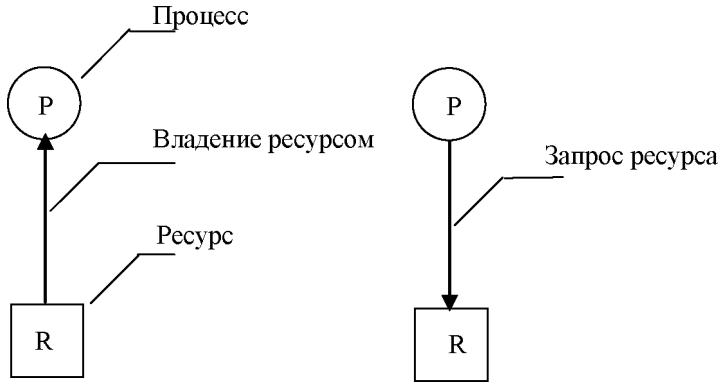 Процесс
P
P
Владение ресурсом
Запрос ресурса
Ресурс
R
R